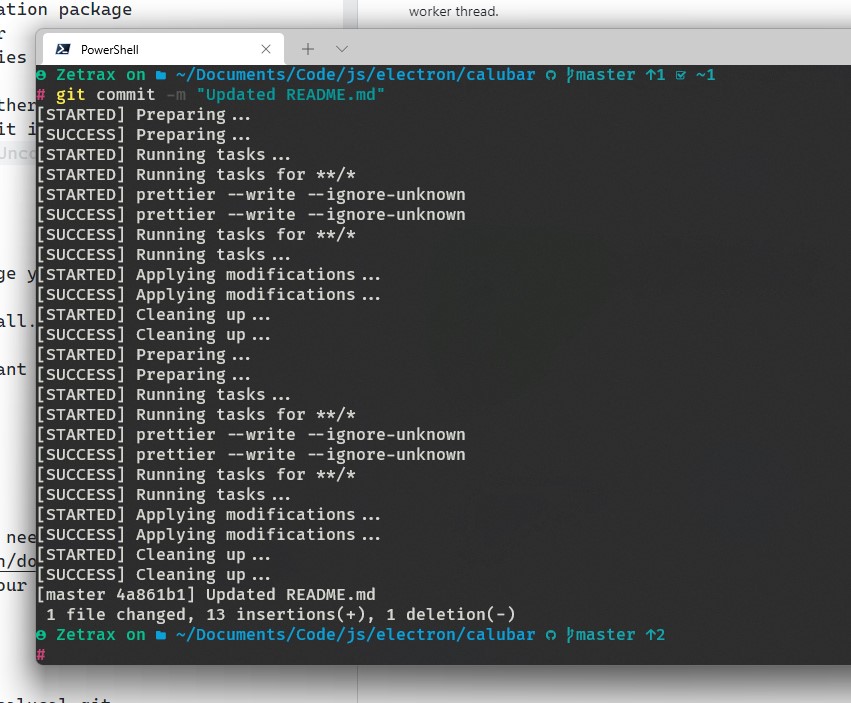 ation package
worker thread.
r
ies
PowerShell
Zetrax on ~/Documents/Code/js/electron/calubar master ↑1 ~1
# git commit -m "Updated README.md"
ther
it i
Unco
[STARTED] Preparing...
[SUCCESS] Preparing...
[STARTED] Running tasks...
[STARTED] Running tasks for **/*
[STARTED] prettier --write --ignore-unknown
[SUCCESS] prettier --write --ignore-unknown
[SUCCESS] Running tasks for **/*
[SUCCESS] Running tasks...
ge y
[STARTED] Applying modifications...
[SUCCESS] Applying modifications...
[STARTED] Cleaning up...
all.
[SUCCESS] Cleaning up...
[STARTED] Preparing...
ant
[SUCCESS] Preparing...
[STARTED] Running tasks...
[STARTED] Running tasks for **/*
[STARTED] prettier --write --ignore-unknown
[SUCCESS] prettier --write --ignore-unknown
[SUCCESS] Running tasks for **/*
[SUCCESS] Running tasks...
[STARTED] Applying modifications...
[SUCCESS] Applying modifications...
nee
[STARTED] Cleaning up...
n/do
[SUCCESS] Cleaning up...
our
[master 4a861b1] Updated README.md
1 file changed, 13 insertions(+), 1 deletion(-)
Zetrax on ~/Documents/Code/js/electron/calubar master ↑2
#